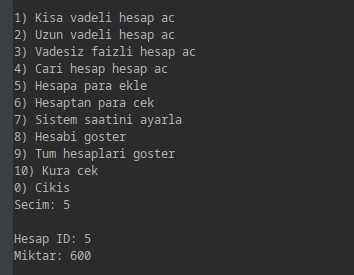 1) Kisa vadeli hesap ac
2) Uzun vadeli hesap ac
3) Vadesiz faizli hesap ac
4) Cari hesap hesap ac
5) Hesapa para ekle
6) Hesaptan para cek
7) Sistem saatini ayarla
8) Hesabi goster
9) Tum hesaplari goster
10) Kura cek
0) Cikis
Secim: 5
Hesap ID: 5
Miktar: 600